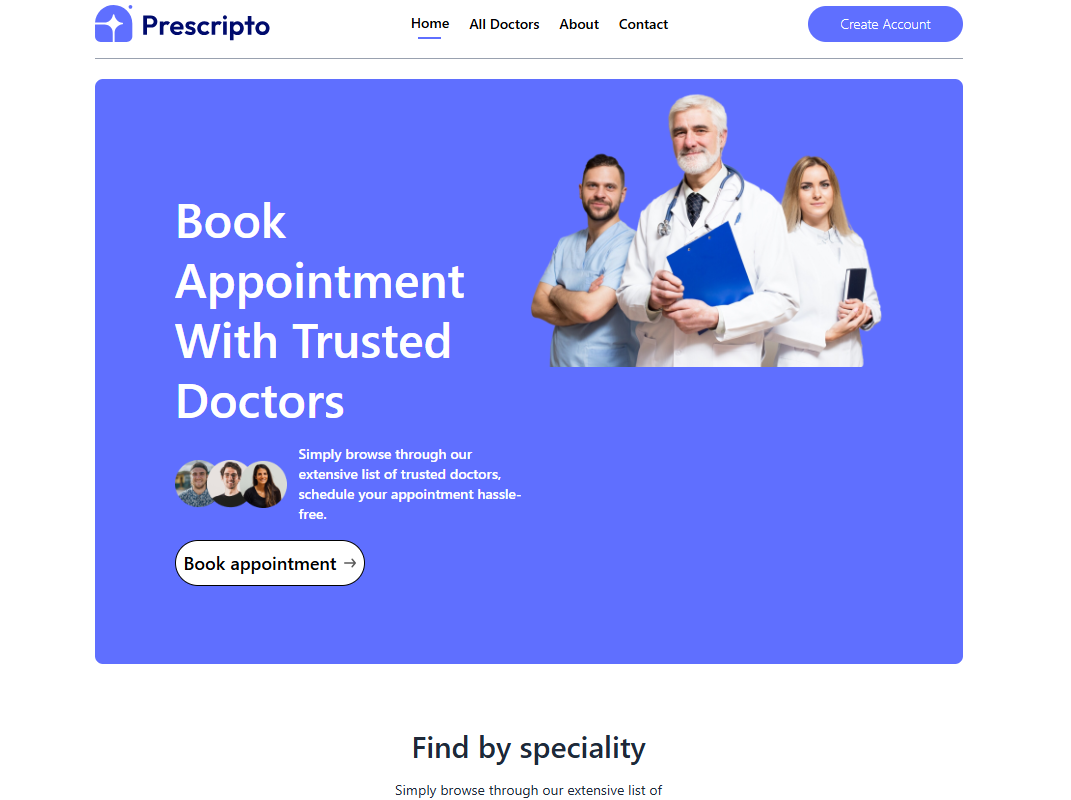 Prescripto
Home All Doctors About Contact
Create Account
Book
Appointment
With Trusted
Doctors
Simply browse through our
extensive list of trusted doctors,
schedule your appointment hassle-
free.
Book appointment →
Find by speciality
Simply browse through our extensive list of